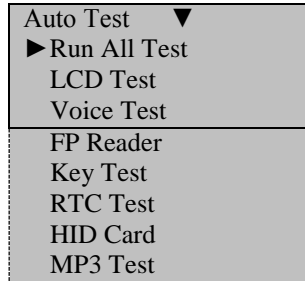 Auto Test ▼
►Run All Test
LCD Test
Voice Test
FP Reader
Key Test
RTC Test
HID Card
MP3 Test